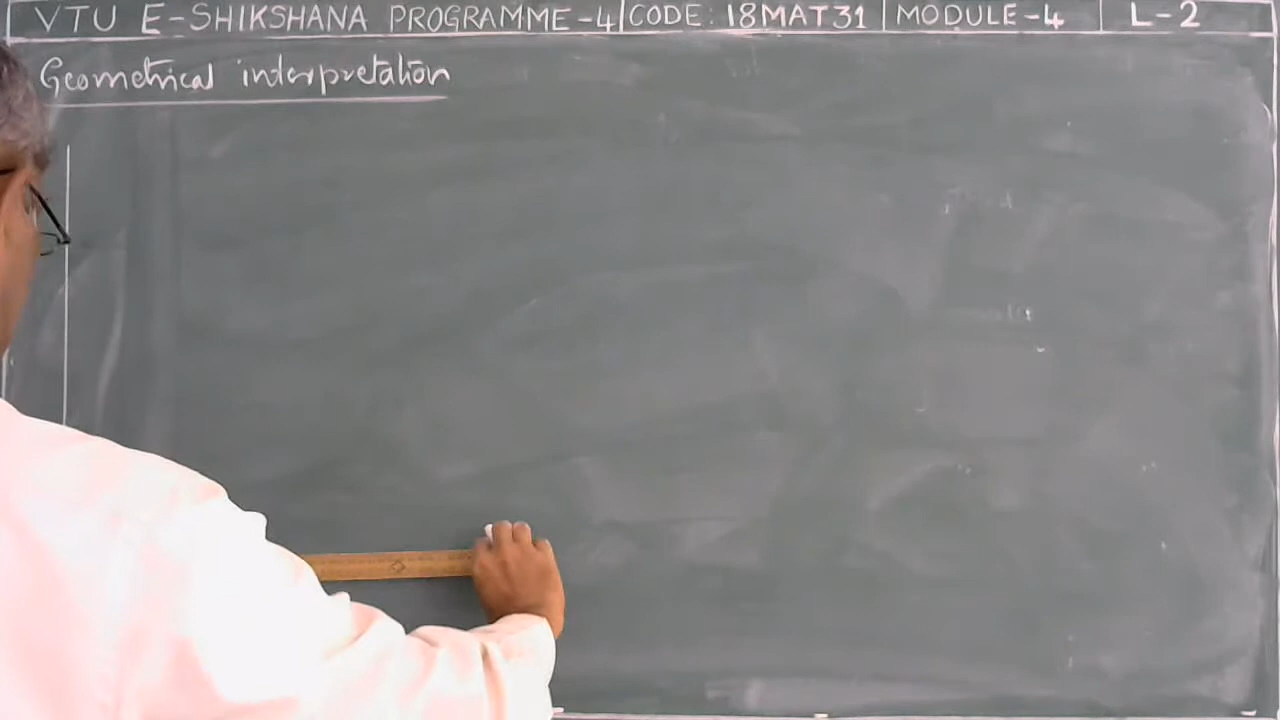 VTU E-SHIKSHANA PROGRAMME-4 | CODE: 18MAT31 | MODULE-4 | L-2
Geometrical interpretation